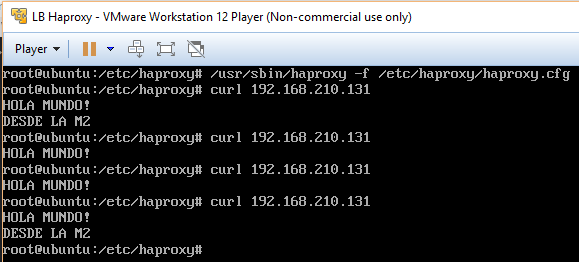 LB Haproxy - VMware Workstation 12 Player (Non-commercial use only)
Player
root@ubuntu:/etc/haproxy# /usr/sbin/haproxy -f /etc/haproxy/haproxy.cfg
root@ubuntu:/etc/haproxy# curl 192.168.210.131
HOLA MUNDO!
DESDE LA M2
root@ubuntu:/etc/haproxy# curl 192.168.210.131
HOLA MUNDO!
root@ubuntu:/etc/haproxy# curl 192.168.210.131
HOLA MUNDO!
root@ubuntu:/etc/haproxy# curl 192.168.210.131
HOLA MUNDO!
DESDE LA M2
root@ubuntu:/etc/haproxy#